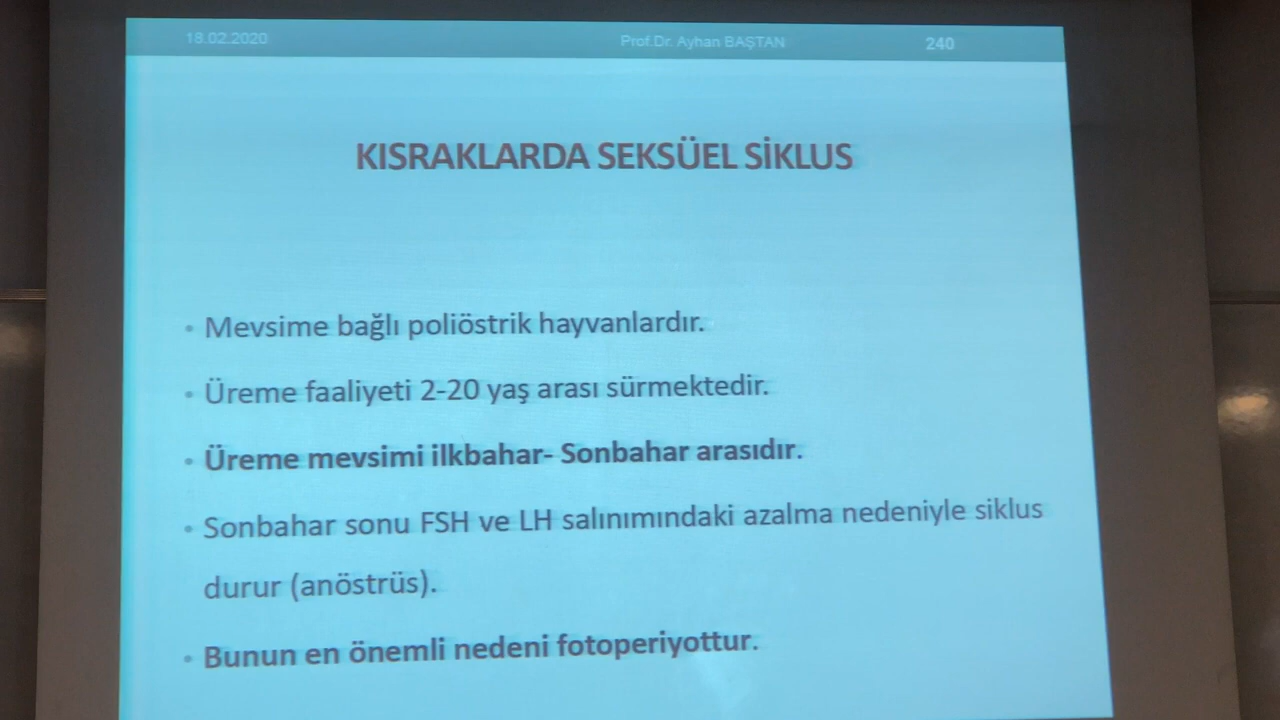 18.02.2020 Prof.Dr. Ayhan BAŞTAN 240
KISRAKLARDA SEKSÜEL SİKLUS
• Mevsime bağlı poliöstrik hayvanlardır.
• Üreme faaliyeti 2-20 yaş arası sürmektedir.
• Üreme mevsimi ilkbahar- Sonbahar arasıdır.
• Sonbahar sonu FSH ve LH salınımındaki azalma nedeniyle siklus
durur (anöstrüs).
• Bunun en önemli nedeni fotoperiyottur.